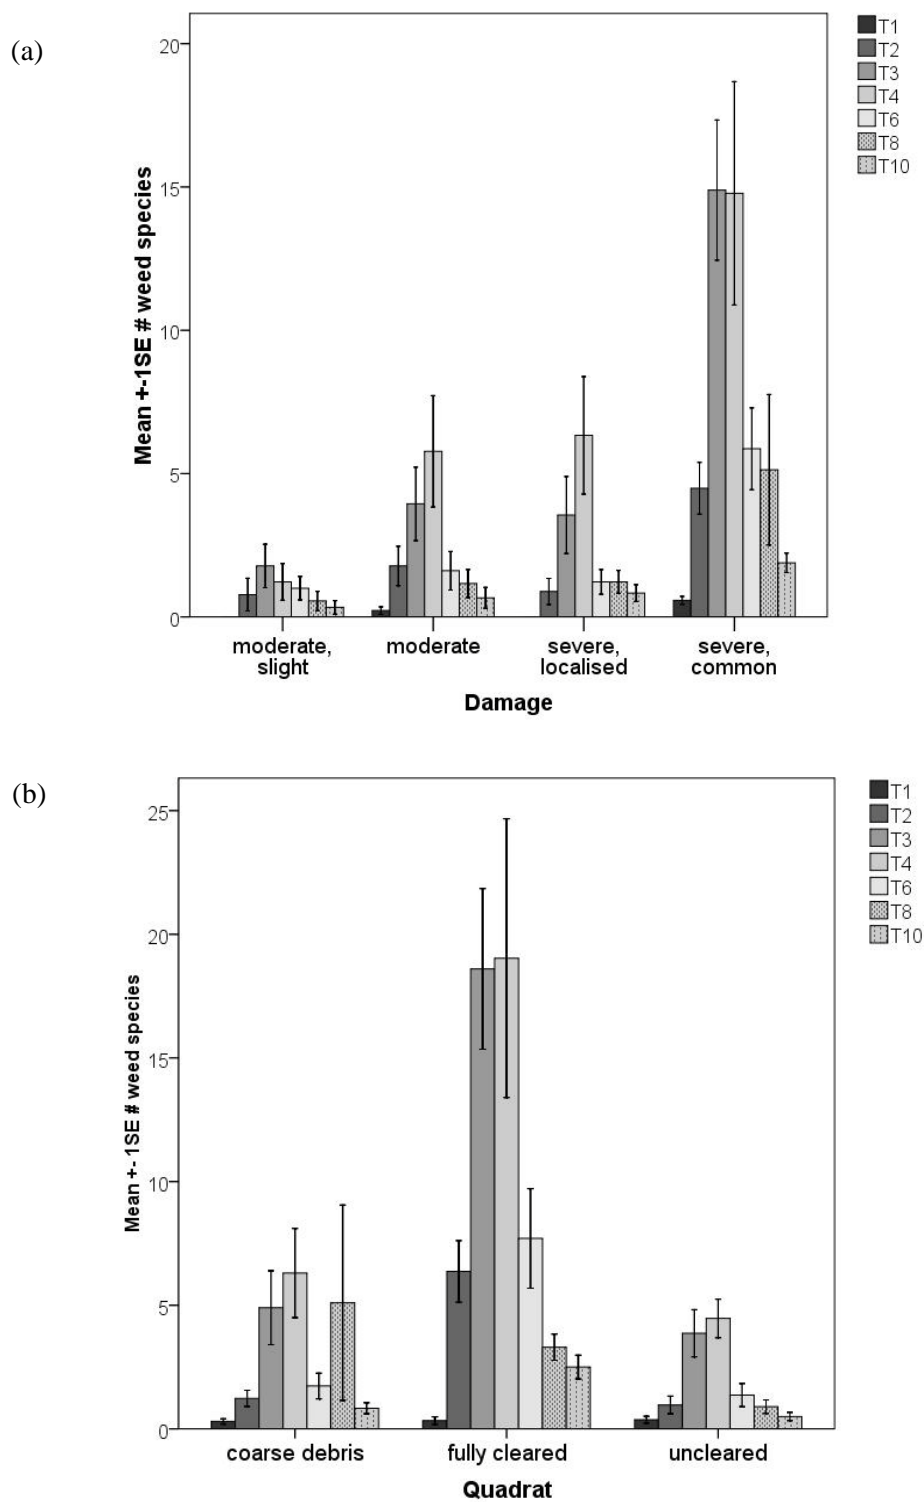 (a)
Mean +-1SE # weed species
20
15
10
5
0
moderate,
slight
moderate
severe,
localised
severe,
common
Damage
T1
T2
T3
T4
T6
T8
T10
(b)
Mean +- 1SE # weed species
25
20
15
10
5
0
coarse debris
fully cleared
uncleared
Quadrat
T1
T2
T3
T4
T6
T8
T10